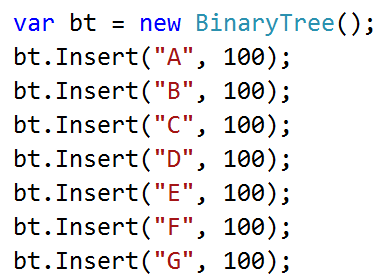 var bt = new BinaryTree();
bt.Insert("A", 100);
bt.Insert("B", 100);
bt.Insert("C", 100);
bt.Insert("D", 100);
bt.Insert("E", 100);
bt.Insert("F", 100);
bt.Insert("G", 100);